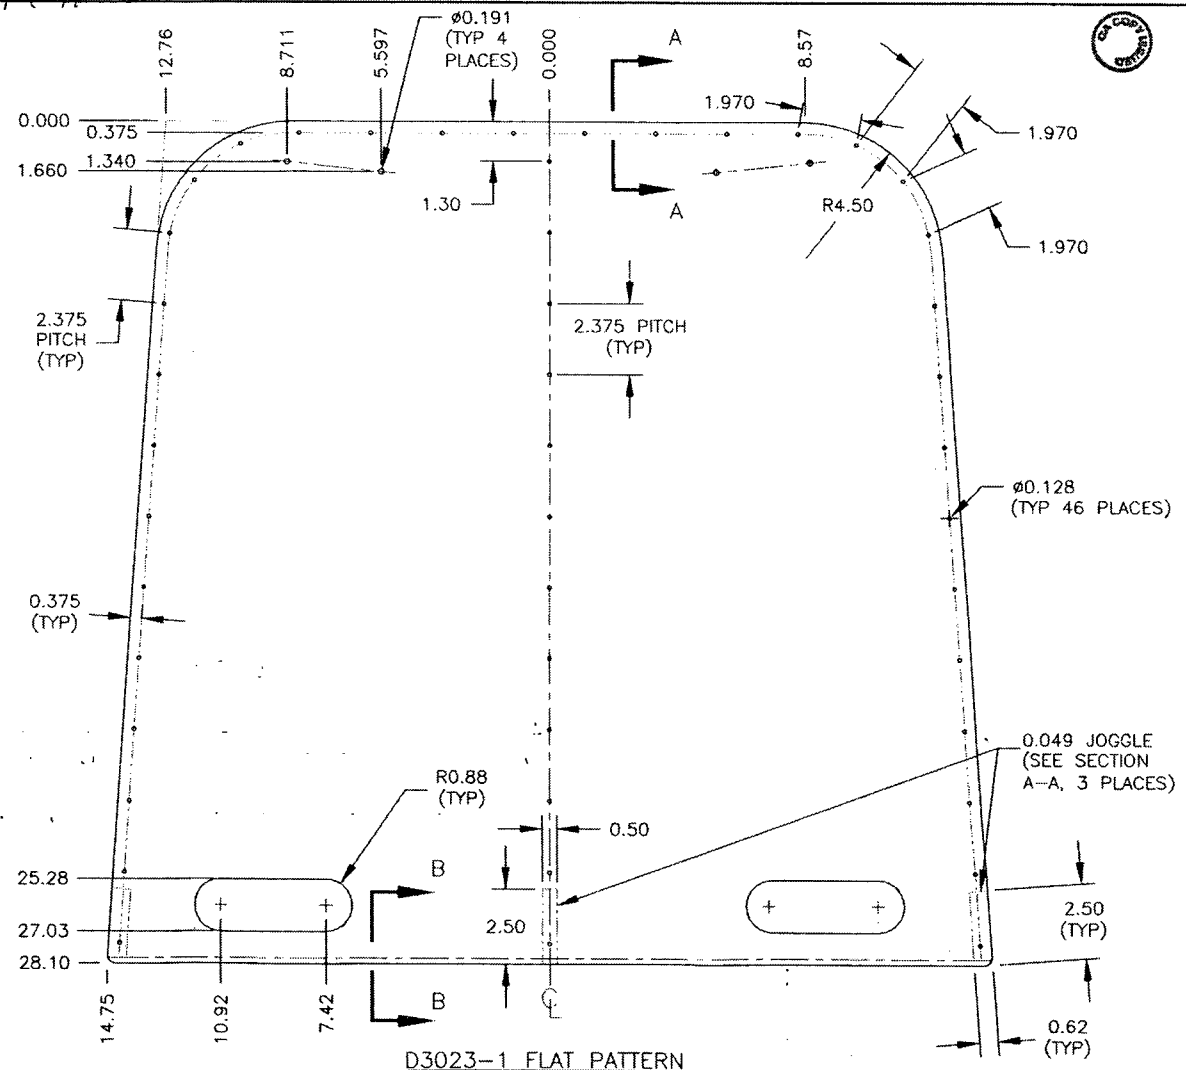 12.76
8.711
5.597
ø0.191
(TYP 4
PLACES)
0.000
A
8.57
1.970
1.970
0.000
0.375
1.340
1.660
1.30
A
R4.50
1.970
2.375
PITCH
(TYP)
2.375 PITCH
(TYP)
ø0.128
(TYP 46 PLACES)
0.375
(TYP)
R0.88
(TYP)
0.50
0.049 JOGGLE
(SEE SECTION
A-A, 3 PLACES)
25.28
B
2.50
2.50
(TYP)
27.03
28.10
14.75
10.92
7.42
B
CL
0.62
(TYP)
D3023-1 FLAT PATTERN